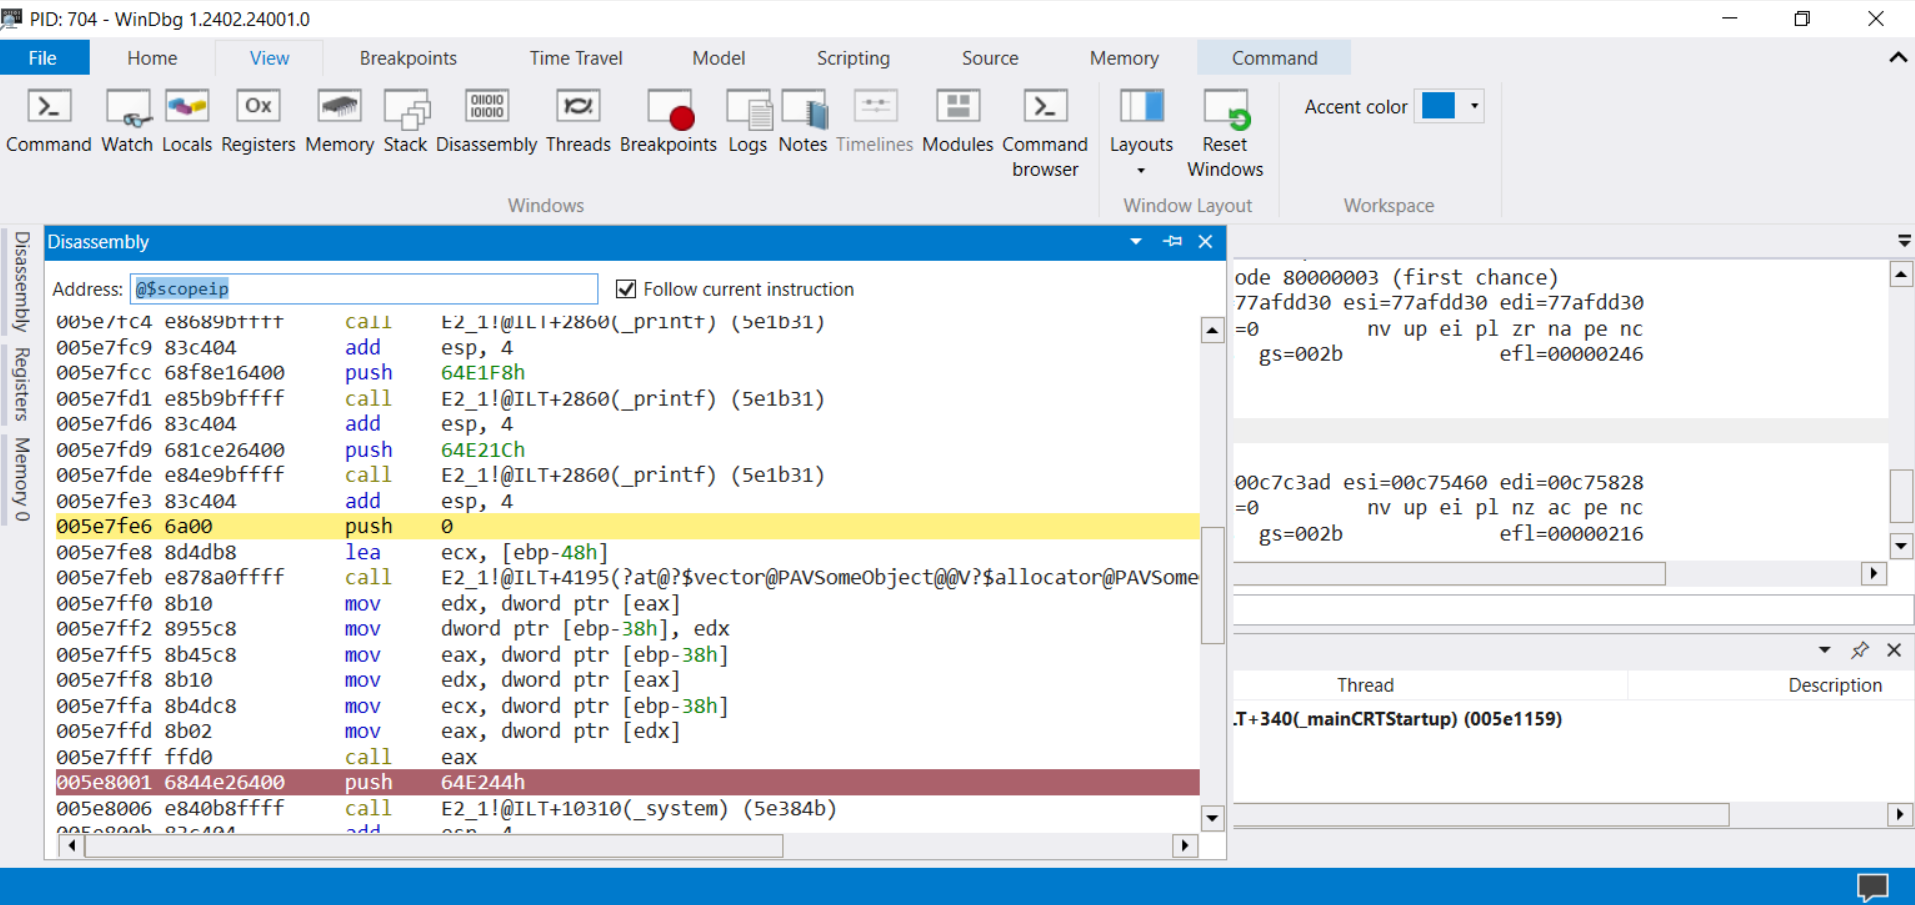 PID: 704 - WinDbg 1.2402.24001.0
File Home View Breakpoints Time Travel Model Scripting Source Memory Command
Command Watch Locals Registers Memory Stack Disassembly Threads Breakpoints Logs Notes Timelines Modules Command browser Layouts Reset Windows
Accent color
Windows Window Layout Workspace
Disassembly
Registers
Memory 0
Disassembly
Address: @$scopeip Follow current instruction
005e7fc4 e8689bffff call E2_1!@ILT+2860(_printf) (5e1b31)
005e7fc9 83c404 add esp, 4
005e7fcc 68f8e16400 push 64E1F8h
005e7fd1 e85b9bffff call E2_1!@ILT+2860(_printf) (5e1b31)
005e7fd6 83c404 add esp, 4
005e7fd9 681ce26400 push 64E21Ch
005e7fde e84e9bffff call E2_1!@ILT+2860(_printf) (5e1b31)
005e7fe3 83c404 add esp, 4
005e7fe6 6a00 push 0
005e7fe8 8d4db8 lea ecx, [ebp-48h]
005e7feb e878a0ffff call E2_1!@ILT+4195(?at@?$vector@PAVSomeObject@@V?$allocator@PAVSome
005e7ff0 8b10 mov edx, dword ptr [eax]
005e7ff2 8955c8 mov dword ptr [ebp-38h], edx
005e7ff5 8b45c8 mov eax, dword ptr [ebp-38h]
005e7ff8 8b10 mov edx, dword ptr [eax]
005e7ffa 8b4dc8 mov ecx, dword ptr [ebp-38h]
005e7ffd 8b02 mov eax, dword ptr [edx]
005e7fff ffd0 call eax
005e8001 6844e26400 push 64E244h
005e8006 e840b8ffff call E2_1!@ILT+10310(_system) (5e384b)
005e800b 83c404 add esp, 4
ode 80000003 (first chance)
77afdd30 esi=77afdd30 edi=77afdd30
=0 nv up ei pl zr na pe nc
gs=002b efl=00000246
00c7c3ad esi=00c75460 edi=00c75828
=0 nv up ei pl nz ac pe nc
gs=002b efl=00000216
Thread Description
LT+340(_mainCRTStartup) (005e1159)